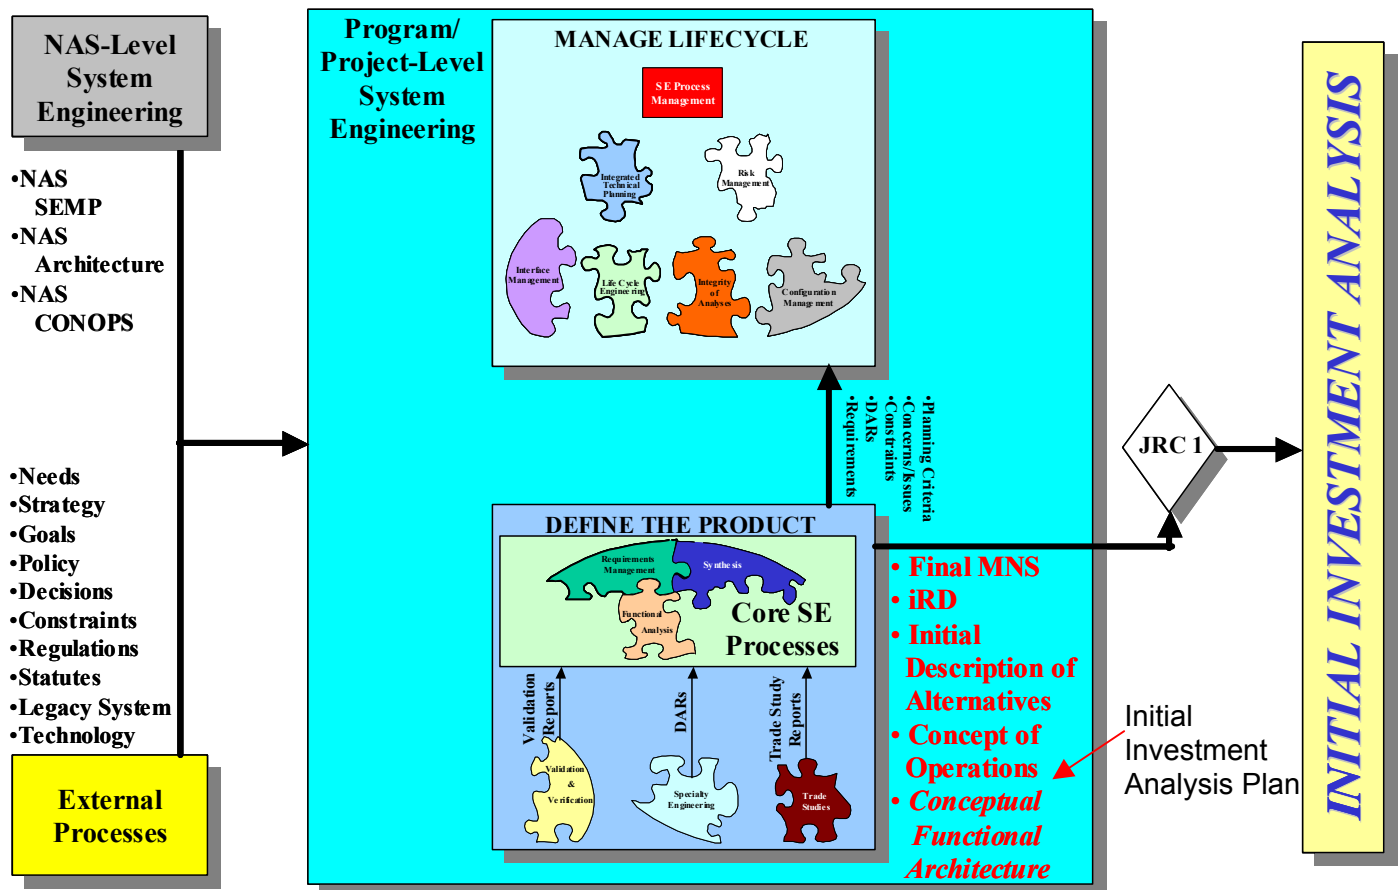 NAS-Level
System
Engineering
•NAS
SEMP
•NAS
Architecture
•NAS
CONOPS
•Needs
•Strategy
•Goals
•Policy
•Decisions
•Constraints
•Regulations
•Statutes
•Legacy System
•Technology
External
Processes
Program/
Project-Level
System
Engineering
MANAGE LIFECYCLE
SE Process
Management
Integrated
Technical
Planning
Risk
Management
Interface
Management
Life Cycle
Engineering
Integrity
of
Analyses
Configuration
Management
•Planning Criteria
•Concerns/Issues
•Constraints
•DARs
•Requirements
DEFINE THE PRODUCT
Requirements
Management
Synthesis
Functional
Analysis
Core SE
Processes
Validation
Reports
DARs
Trade Study
Reports
Validation
&
Verification
Specialty
Engineering
Trade
Studies
• Final MNS
• iRD
• Initial
Description of
Alternatives
• Concept of
Operations
• Conceptual
Functional
Architecture
JRC 1
Initial
Investment
Analysis Plan
INITIAL INVESTMENT ANALYSIS